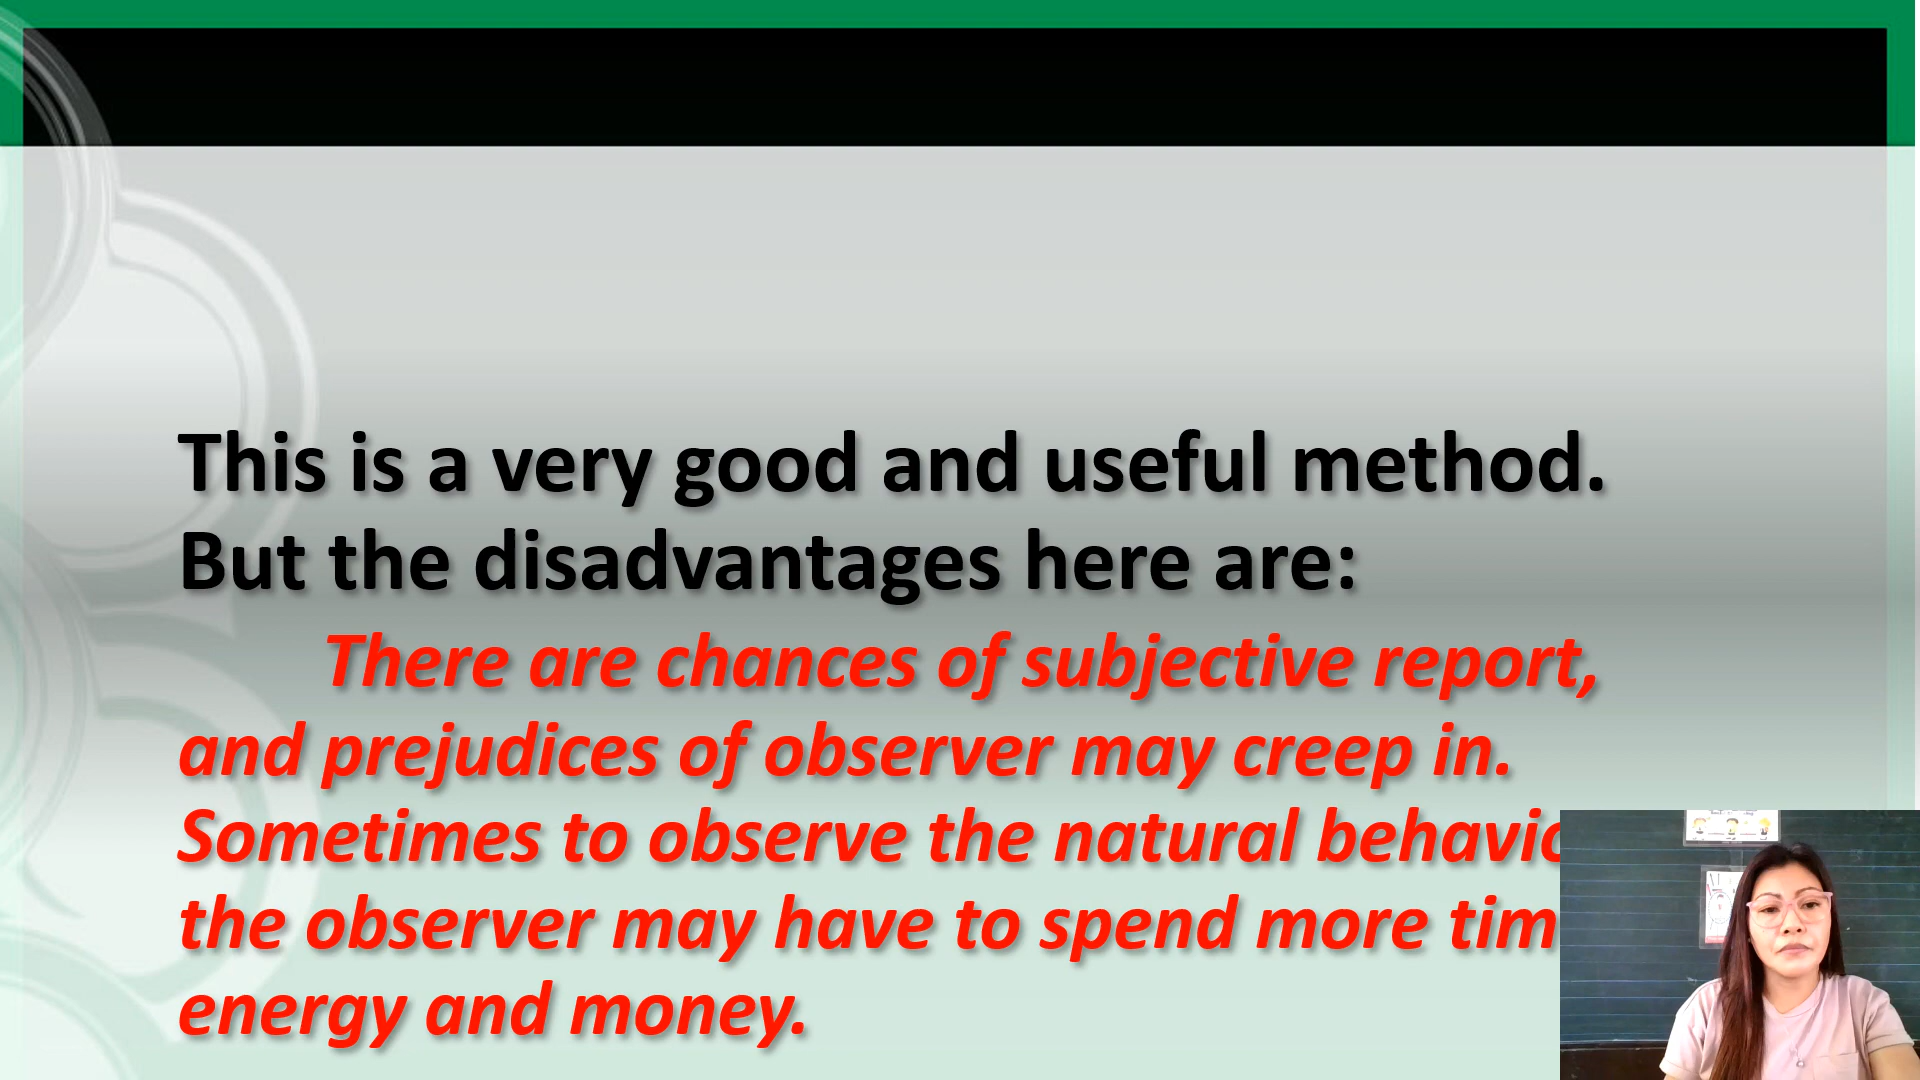 This is a very good and useful method.
But the disadvantages here are:
There are chances of subjective report,
and prejudices of observer may creep in.
Sometimes to observe the natural
the observer may have to spend more
energy and money.